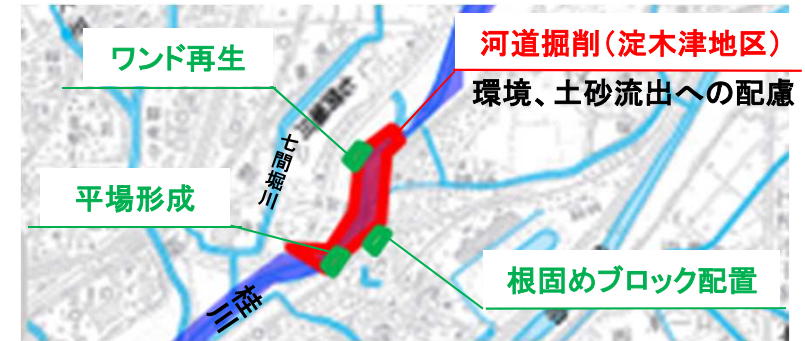 河道掘削（淀木津地区）
環境、土砂流出への配慮
ワンド再生
七間堀川
平場形成
根固めブロック配置
桂川